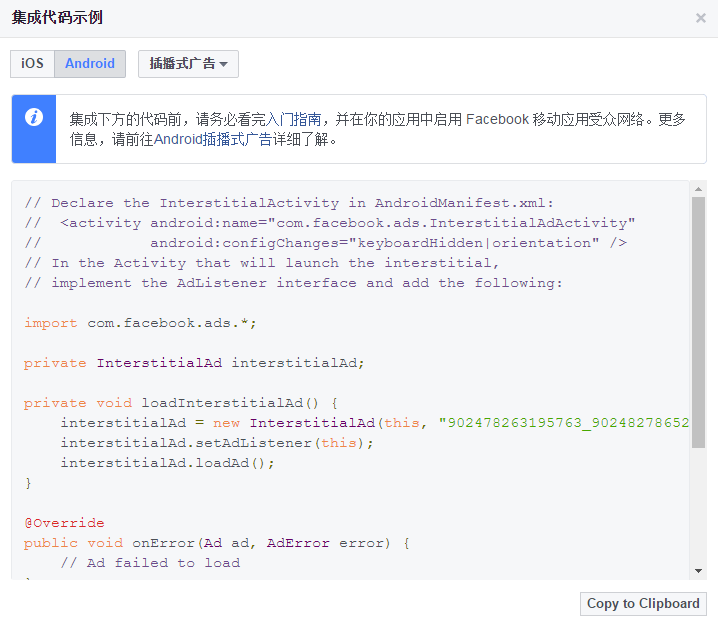 集成代码示例
iOS Android 插播式广告
集成下方的代码前，请务必看完入门指南，并在你的应用中启用 Facebook 移动应用受众网络。更多
信息，请前往Android插播式广告详细了解。
// Declare the InterstitialActivity in AndroidManifest.xml:
//  <activity android:name="com.facebook.ads.InterstitialAdActivity"
//            android:configChanges="keyboardHidden|orientation" />
// In the Activity that will launch the interstitial,
// implement the AdListener interface and add the following:
import com.facebook.ads.*;
private InterstitialAd interstitialAd;
private void loadInterstitialAd() {
    interstitialAd = new InterstitialAd(this, "902478263195763_90248278652
    interstitialAd.setAdListener(this);
    interstitialAd.loadAd();
}
@Override
public void onError(Ad ad, AdError error) {
    // Ad failed to load
Copy to Clipboard